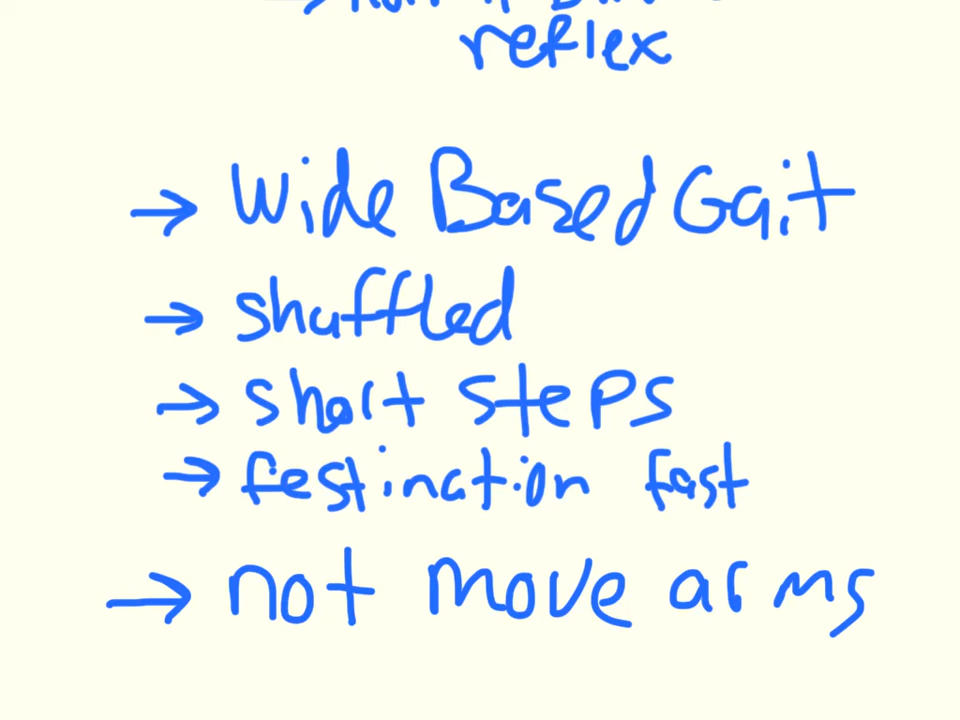 reflex
→ Wide Based Gait
→ shuffled
→ short steps
→ festination fast
→ not move arms